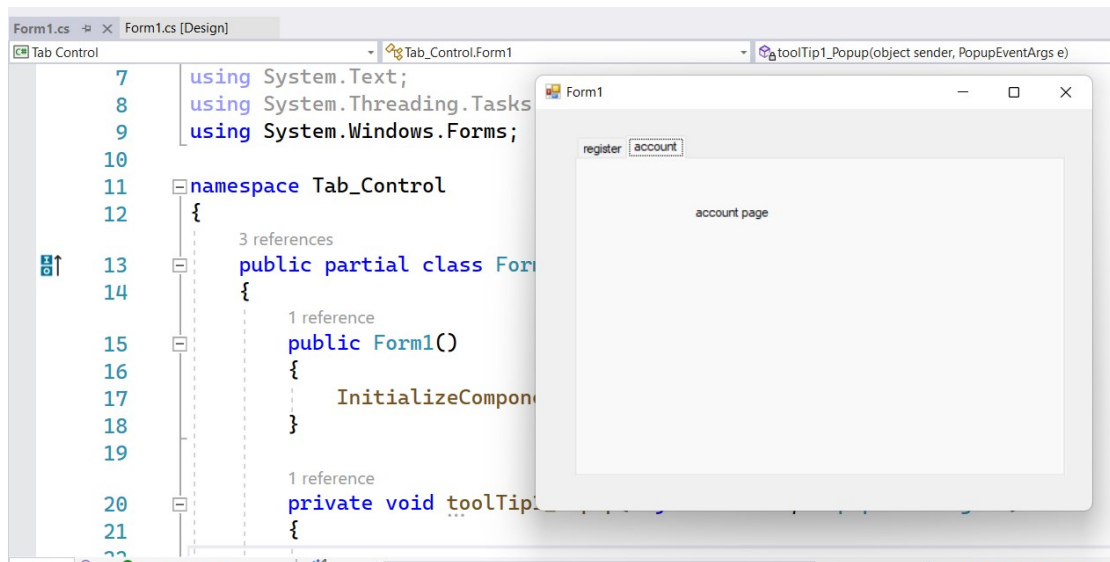 Form1.cs Form1.cs [Design]
Tab Control Tab_Control.Form1 toolTip1_Popup(object sender, PopupEventArgs e)
7 using System.Text;
8 using System.Threading.Tasks
9 using System.Windows.Forms;
10
11 namespace Tab_Control
12 {
3 references
13 public partial class
14 {
1 reference
15 public Form1()
16 {
17
18 }
19
1 reference
20 private void
21 {
Form1
register account
account page